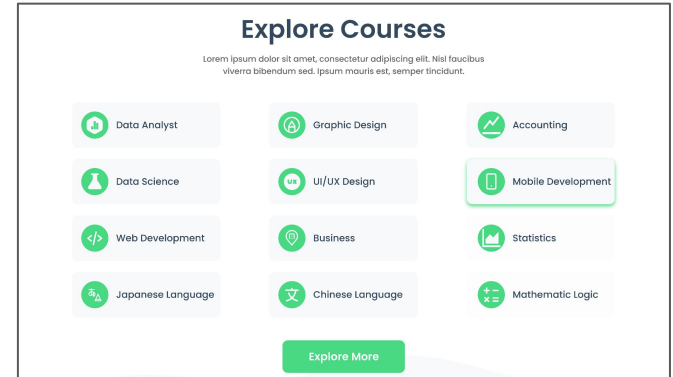 Explore Courses
Lorem ipsum dolor sit amet, consectetur adipiscing elit. Nisl faucibus
viverra bibendum sed. Ipsum mauris est, semper tincidunt.
Data Analyst
Graphic Design
Accounting
Data Science
UX
UI/UX Design
Mobile Development
</>
Web Development
Business
Statistics
Japanese Language
文
Chinese Language
+ -
× =
Mathematic Logic
Explore More